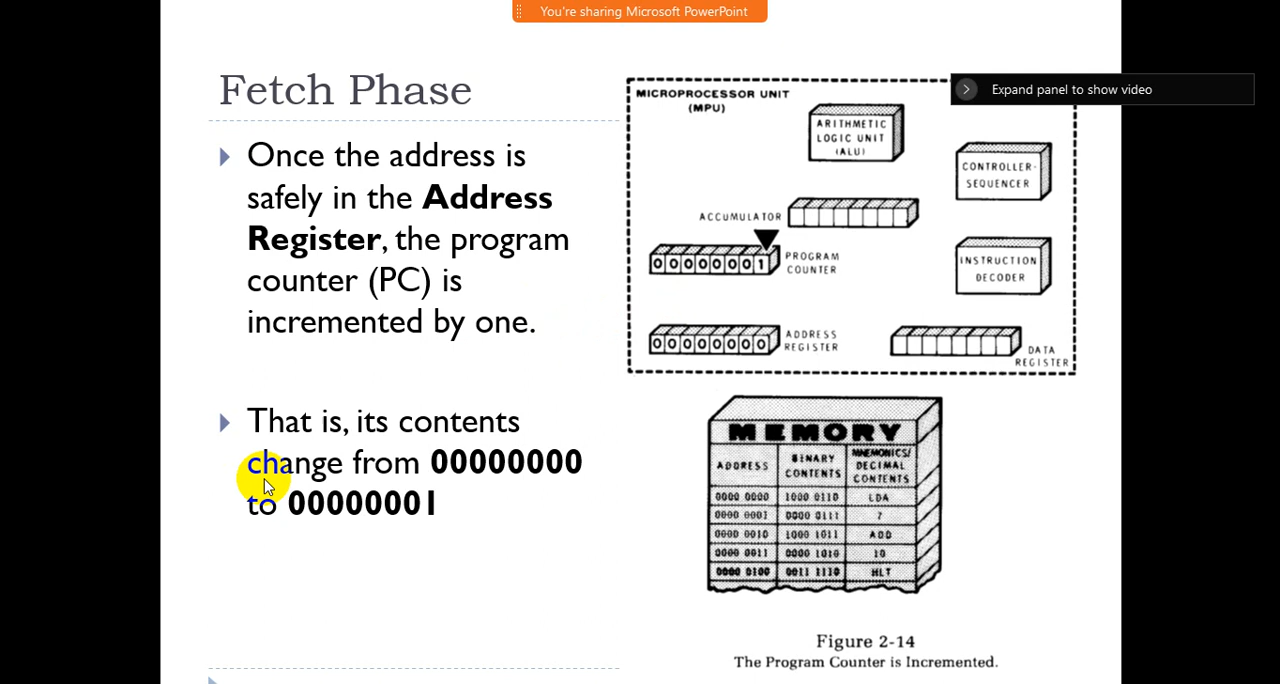 You're sharing Microsoft PowerPoint
Expand panel to show video
Fetch Phase
Once the address is
safely in the Address
Register, the program
counter (PC) is
incremented by one.
That is, its contents
change from 00000000
to 00000001
MICROPROCESSOR UNIT
(MPU)
ARITHMETIC
LOGIC UNIT
(ALU)
CONTROLLER-
SEQUENCER
ACCUMULATOR
00000001
PROGRAM
COUNTER
INSTRUCTION
DECODER
00000000
ADDRESS
REGISTER
DATA
REGISTER
MEMORY
ADDRESS BINARY CONTENTS MNEMONICS/ DECIMAL CONTENTS
0000 0000 1000 0110 LDA
0000 0001 0000 0111 7
0000 0010 1000 1011 ADD
0000 0011 0000 1010 10
0000 0100 0011 1110 HLT
Figure 2-14
The Program Counter is Incremented.